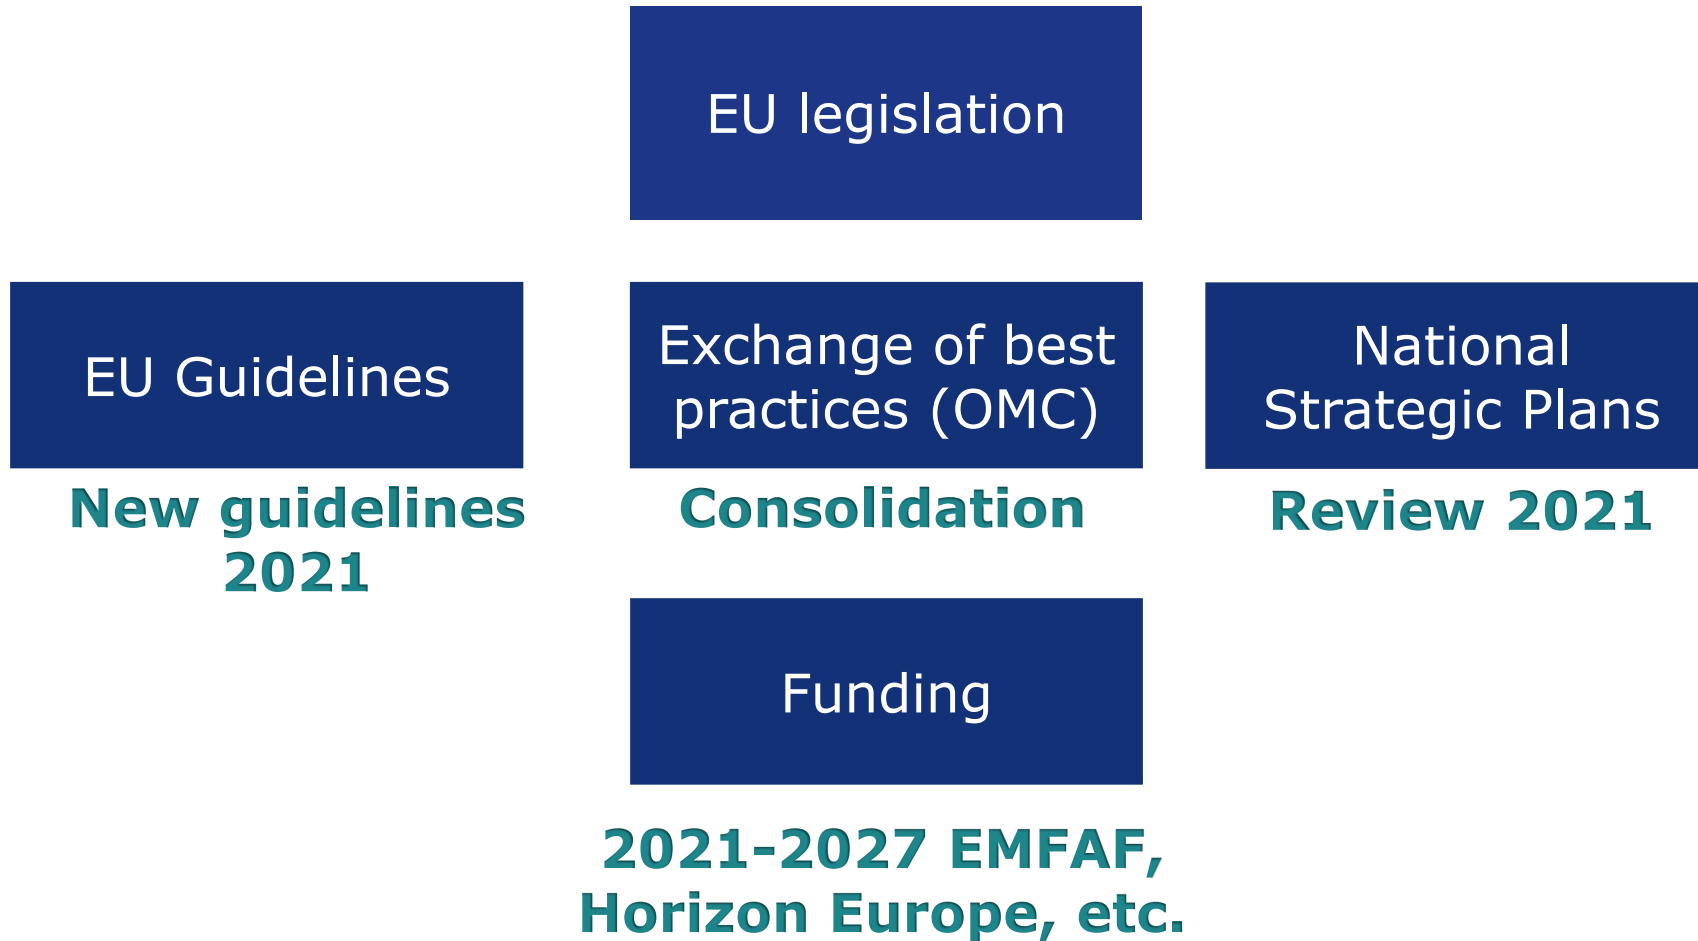 EU legislation
EU Guidelines
New guidelines
2021
Exchange of best
practices (OMC)
Consolidation
National
Strategic Plans
Review 2021
Funding
2021-2027 EMFAF,
Horizon Europe, etc.